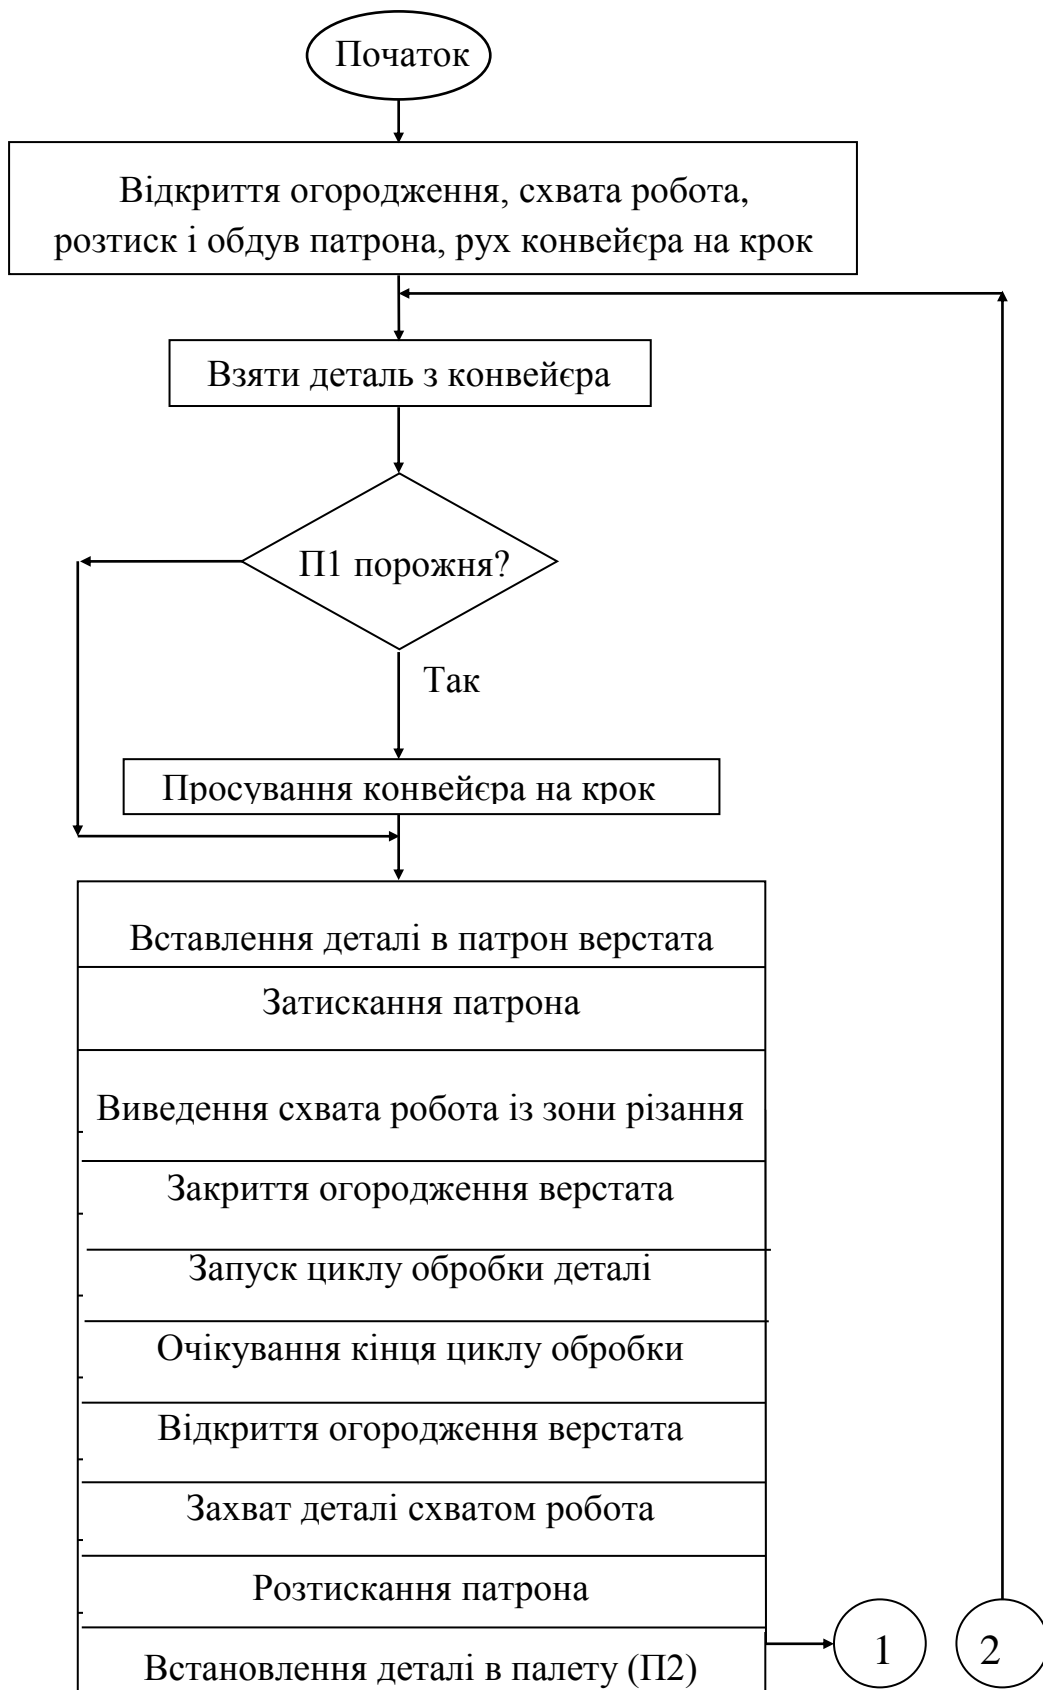 Початок
Відкриття огородження, схвата робота,
розтиск і обдув патрона, рух конвейєра на крок
Взяти деталь з конвейєра
П1 порожня?
Так
Просування конвейєра на крок
Вставлення деталі в патрон верстата
Затискання патрона
Виведення схвата робота із зони різання
Закриття огородження верстата
Запуск циклу обробки деталі
Очікування кінця циклу обробки
Відкриття огородження верстата
Захват деталі схватом робота
Розтискання патрона
Встановлення деталі в палету (П2)
1
2